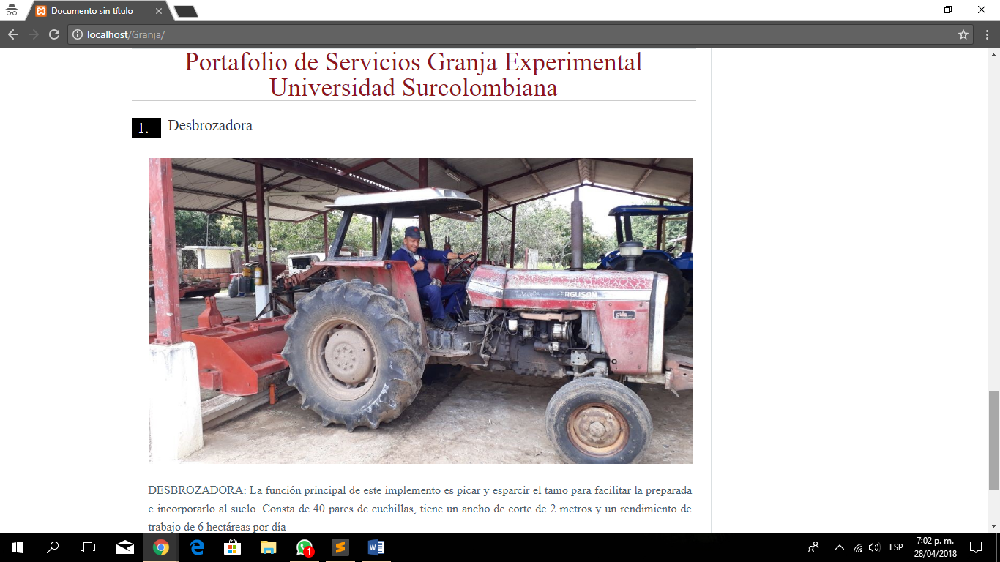 Documento sin título
localhost/Granja/
Portafolio de Servicios Granja Experimental
Universidad Surcolombiana
1. Desbrozadora
ERGUSON
DESBROZADORA: La función principal de este implemento es picar y esparcir el tamo para facilitar la preparada
e incorporarlo al suelo. Consta de 40 pares de cuchillas, tiene un ancho de corte de 2 metros y un rendimiento de
trabajo de 6 hectáreas por día
1
ESP
7:02 p. m.
28/04/2018